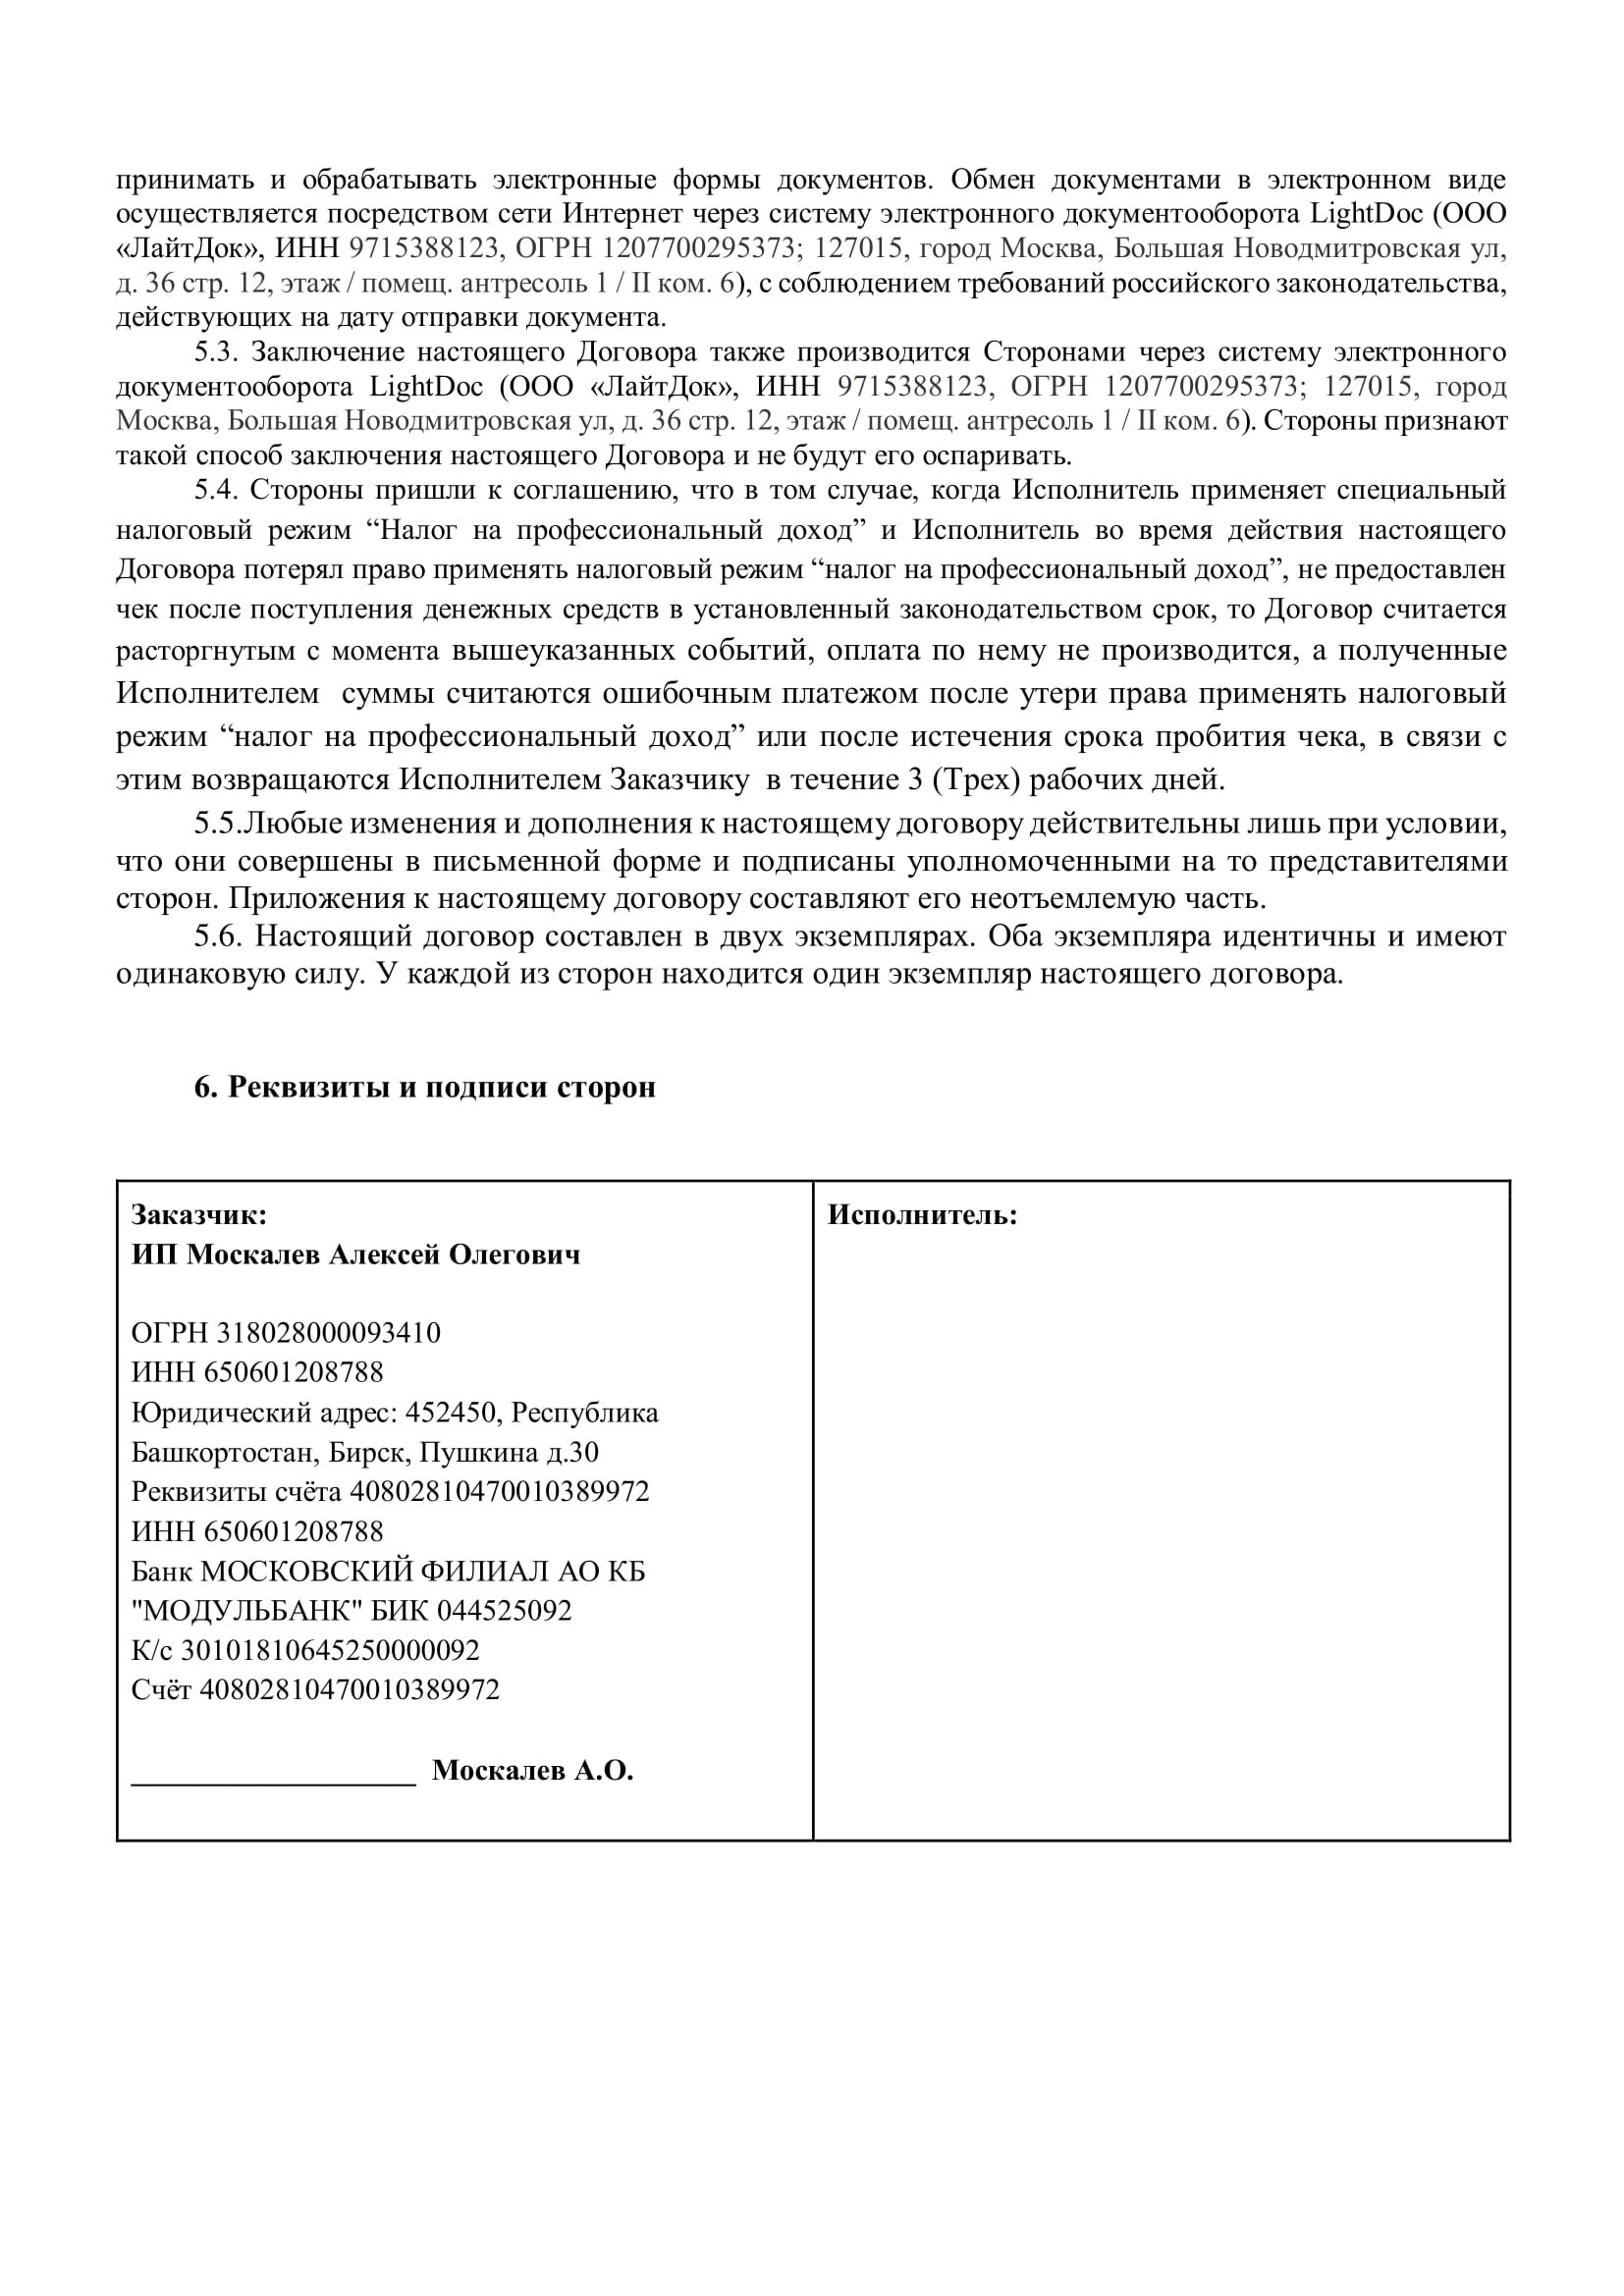 принимать и обрабатывать электронные формы документов. Обмен документами в электронном виде
осуществляется посредством сети Интернет через систему электронного документооборота LightDoc (ООО
«ЛайтДок», ИНН 9715388123, ОГРН 1207700295373; 127015, город Москва, Большая Новодмитровская ул,
д. 36 стр. 12, этаж / помещ. антресоль 1 / II ком. 6), с соблюдением требований российского законодательства,
действующих на дату отправки документа.
5.3. Заключение настоящего Договора также производится Сторонами через систему электронного
документооборота LightDoc (ООО «ЛайтДок», ИНН 9715388123, ОГРН 1207700295373; 127015, город
Москва, Большая Новодмитровская ул, д. 36 стр. 12, этаж / помещ. антресоль 1 / II ком. 6). Стороны признают
такой способ заключения настоящего Договора и не будут его оспаривать.
5.4. Стороны пришли к соглашению, что в том случае, когда Исполнитель применяет специальный
налоговый режим “Налог на профессиональный доход” и Исполнитель во время действия настоящего
Договора потерял право применять налоговый режим “налог на профессиональный доход”, не предоставлен
чек после поступления денежных средств в установленный законодательством срок, то Договор считается
расторгнутым с момента вышеуказанных событий, оплата по нему не производится, а полученные
Исполнителем суммы считаются ошибочным платежом после утери права применять налоговый
режим “налог на профессиональный доход” или после истечения срока пробития чека, в связи с
этим возвращаются Исполнителем Заказчику в течение 3 (Трех) рабочих дней.
5.5.Любые изменения и дополнения к настоящему договору действительны лишь при условии,
что они совершены в письменной форме и подписаны уполномоченными на то представителями
сторон. Приложения к настоящему договору составляют его неотъемлемую часть.
5.6. Настоящий договор составлен в двух экземплярах. Оба экземпляра идентичны и имеют
одинаковую силу. У каждой из сторон находится один экземпляр настоящего договора.
6. Реквизиты и подписи сторон
Заказчик:
ИП Москалев Алексей Олегович
ОГРН 318028000093410
ИНН 650601208788
Юридический адрес: 452450, Республика
Башкортостан, Бирск, Пушкина д.30
Реквизиты счёта 40802810470010389972
ИНН 650601208788
Банк МОСКОВСКИЙ ФИЛИАЛ АО КБ
"МОДУЛЬБАНК" БИК 044525092
К/с 30101810645250000092
Счёт 40802810470010389972
___________________ Москалев А.О.
Исполнитель: